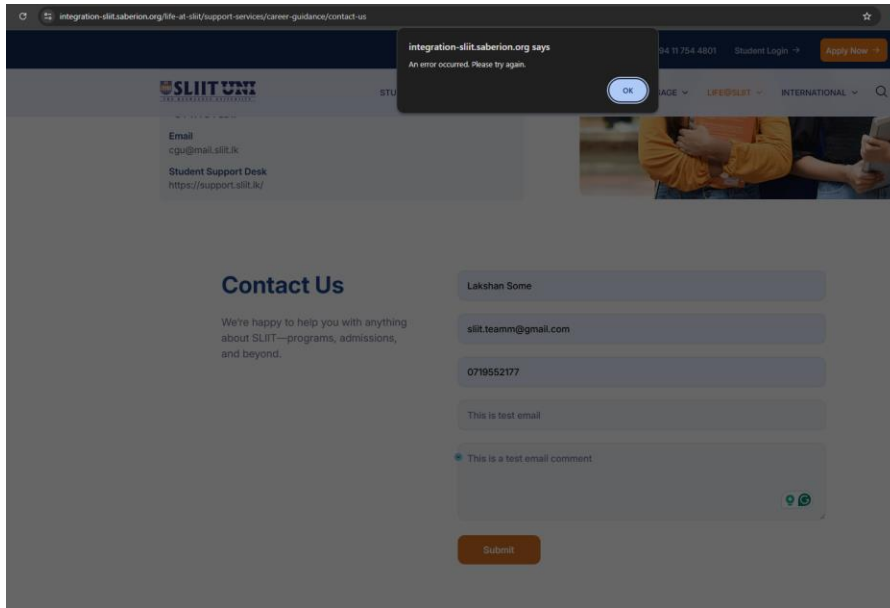 integration-sliit.saberion.org/life-at-sliit/support-services/career-guidance/contact-us
integration-sliit.saberion.org says
An error occurred. Please try again.
OK
94 11 754 4801
Student Login →
Apply Now →
SLIIT UNI
STU
LIFE@SLIIT
INTERNATIONAL
Email
cgu@mail.sliit.lk
Student Support Desk
https://support.sliit.lk/
Contact Us
We're happy to help you with anything
about SLIIT—programs, admissions,
and beyond.
Lakshan Some
sliit.teamm@gmail.com
0719552177
This is test email
This is a test email comment
Submit